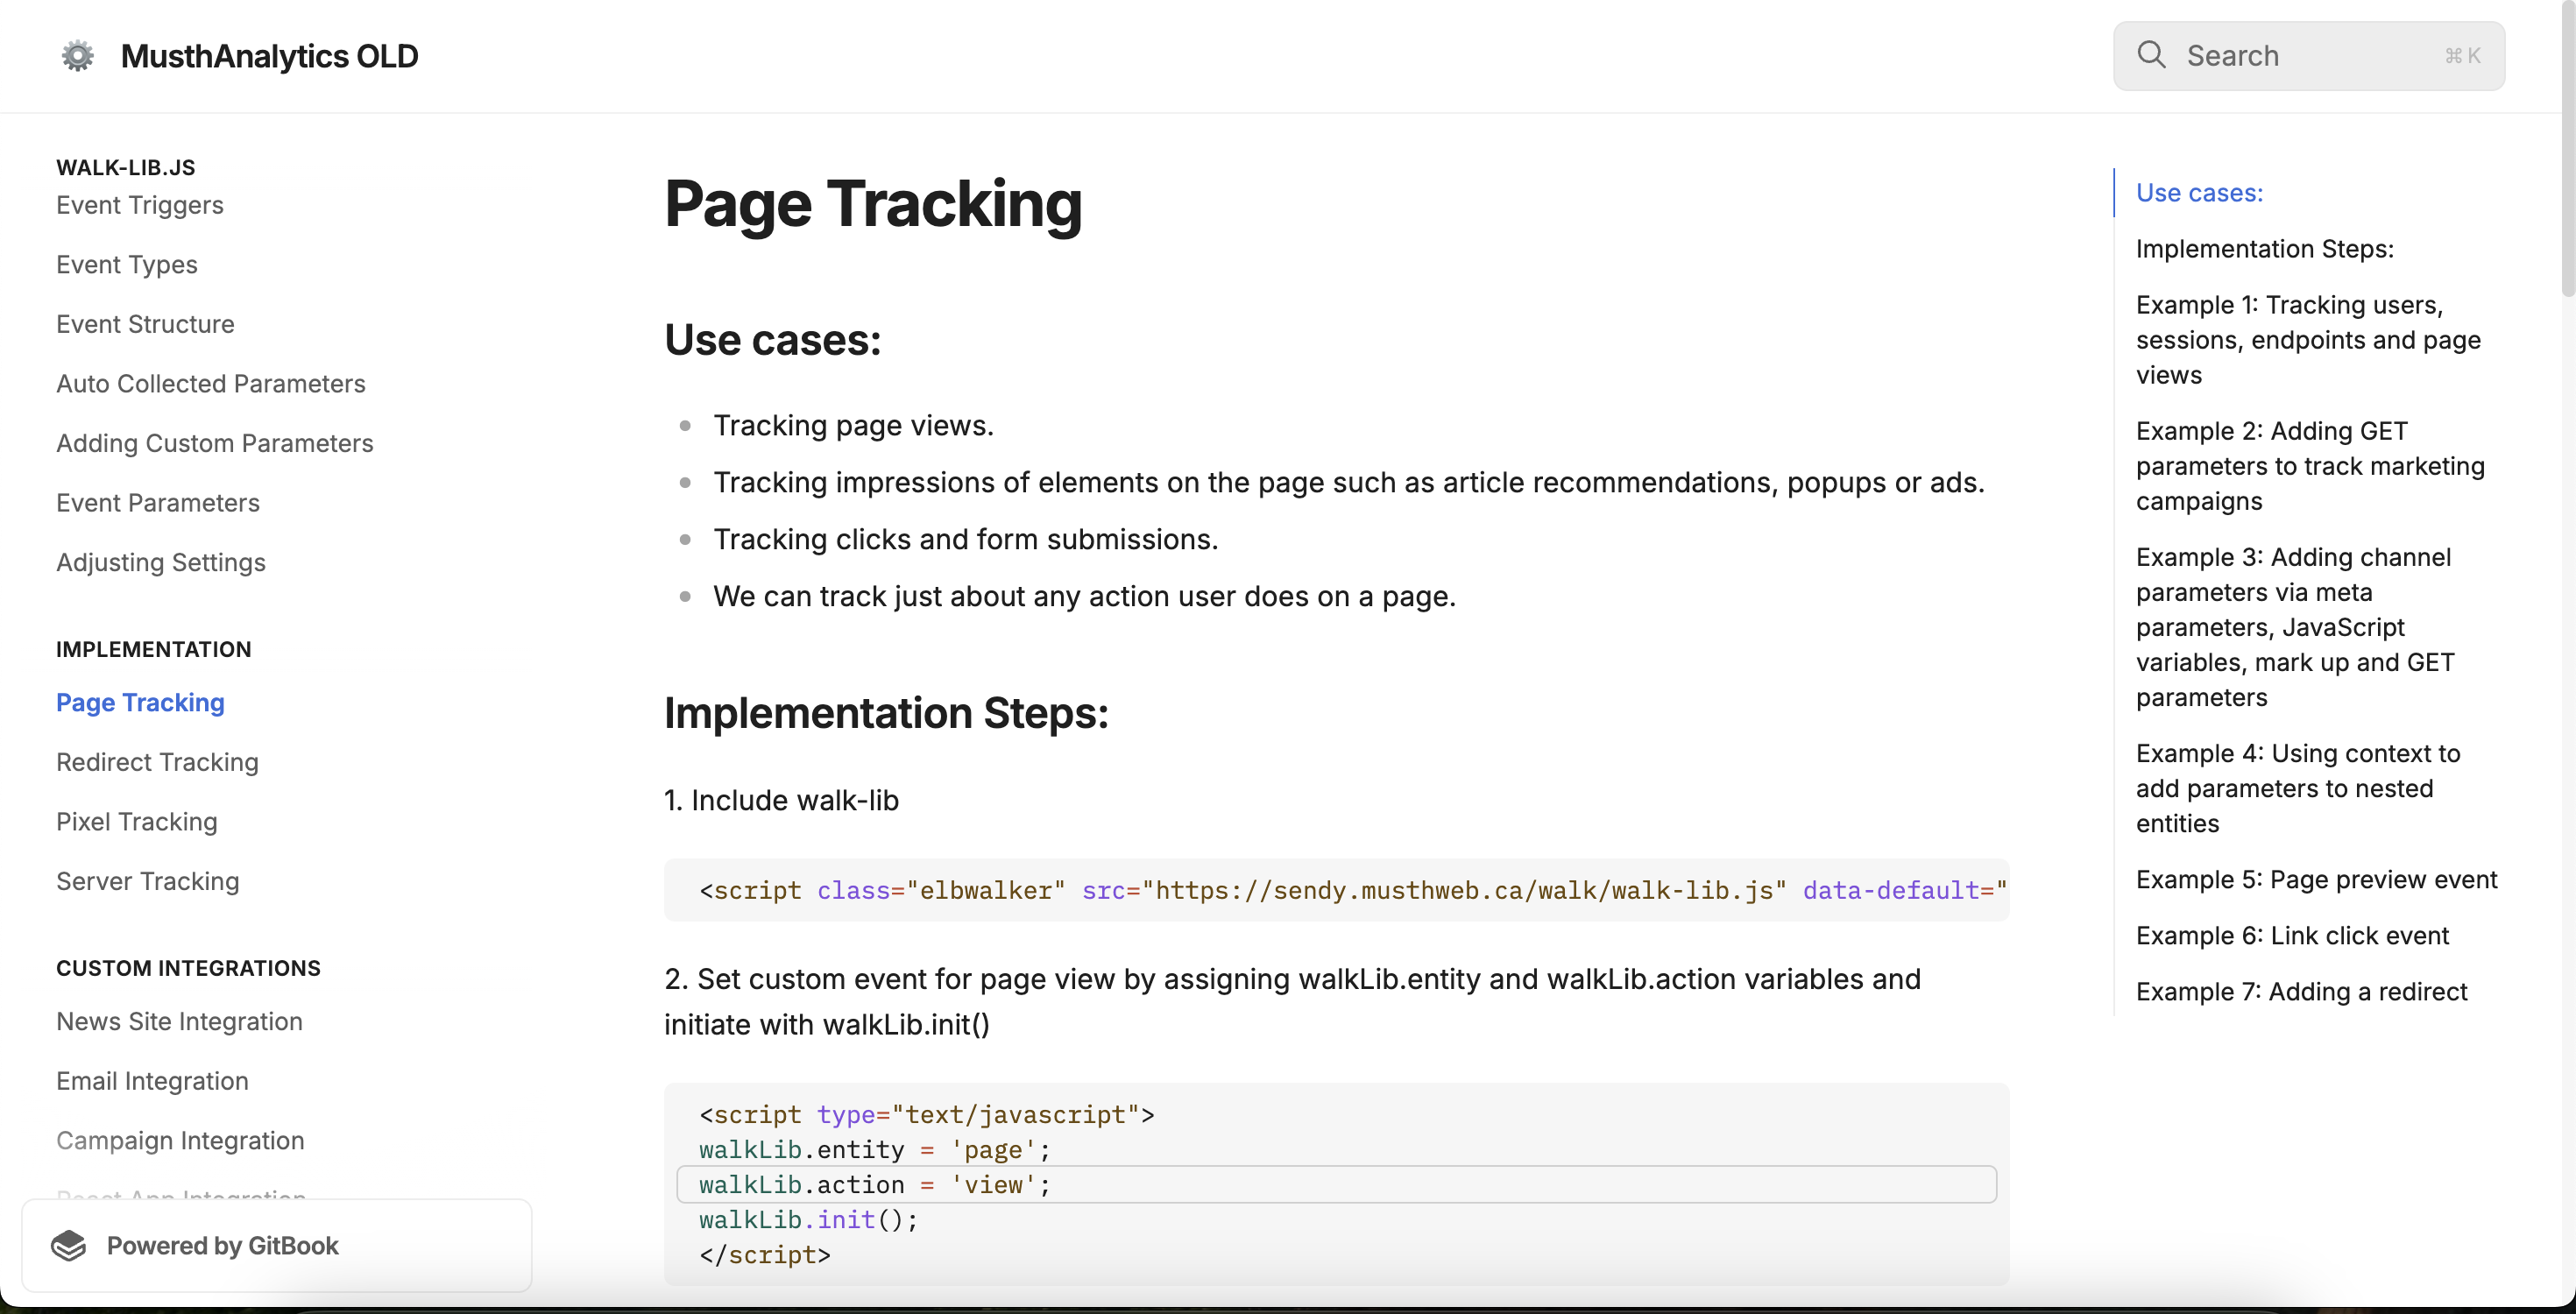 MusthAnalytics OLD
Search
⌘ K
WALK-LIB.JS
Event Triggers
Event Types
Event Structure
Auto Collected Parameters
Adding Custom Parameters
Event Parameters
Adjusting Settings
IMPLEMENTATION
Page Tracking
Redirect Tracking
Pixel Tracking
Server Tracking
CUSTOM INTEGRATIONS
News Site Integration
Email Integration
Campaign Integration
React App Integration
Powered by GitBook
Page Tracking
Use cases:
Tracking page views.
Tracking impressions of elements on the page such as article recommendations, popups or ads.
Tracking clicks and form submissions.
We can track just about any action user does on a page.
Implementation Steps:
1. Include walk-lib
<script class="elbwalker" src="https://sendy.musthweb.ca/walk/walk-lib.js" data-default="
2. Set custom event for page view by assigning walkLib.entity and walkLib.action variables and
initiate with walkLib.init()
<script type="text/javascript">
walkLib.entity = 'page';
walkLib.action = 'view';
walkLib.init();
</script>
Use cases:
Implementation Steps:
Example 1: Tracking users,
sessions, endpoints and page
views
Example 2: Adding GET
parameters to track marketing
campaigns
Example 3: Adding channel
parameters via meta
parameters, JavaScript
variables, mark up and GET
parameters
Example 4: Using context to
add parameters to nested
entities
Example 5: Page preview event
Example 6: Link click event
Example 7: Adding a redirect